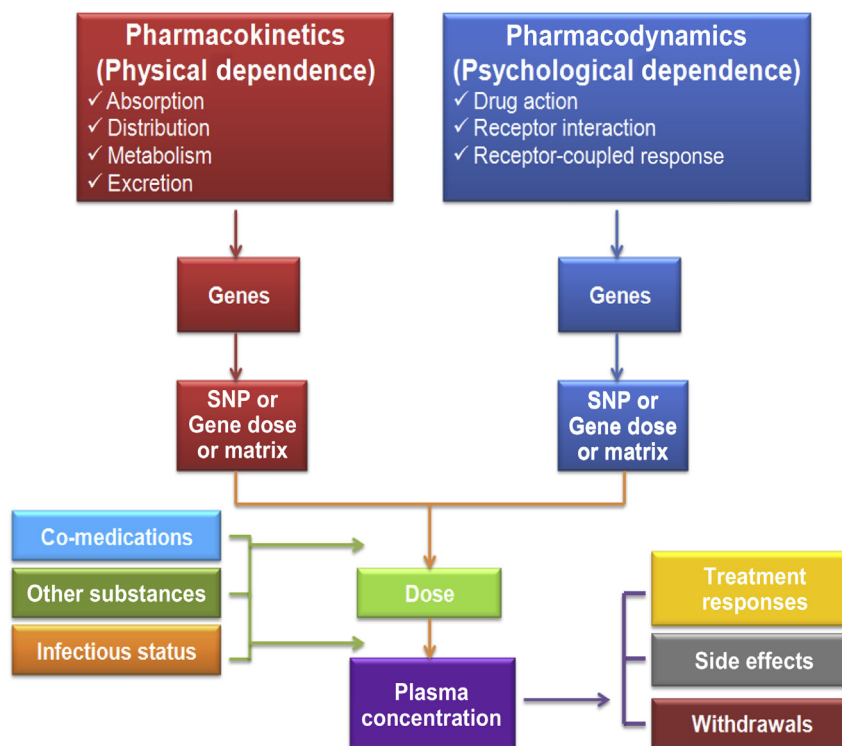 Pharmacokinetics
(Physical dependence)
✓ Absorption
✓ Distribution
✓ Metabolism
✓ Excretion
Pharmacodynamics
(Psychological dependence)
✓ Drug action
✓ Receptor interaction
✓ Receptor-coupled response
Genes
Genes
SNP or
Gene dose
or matrix
SNP or
Gene dose
or matrix
Co-medications
Other substances
Infectious status
Dose
Plasma
concentration
Treatment
responses
Side effects
Withdrawals